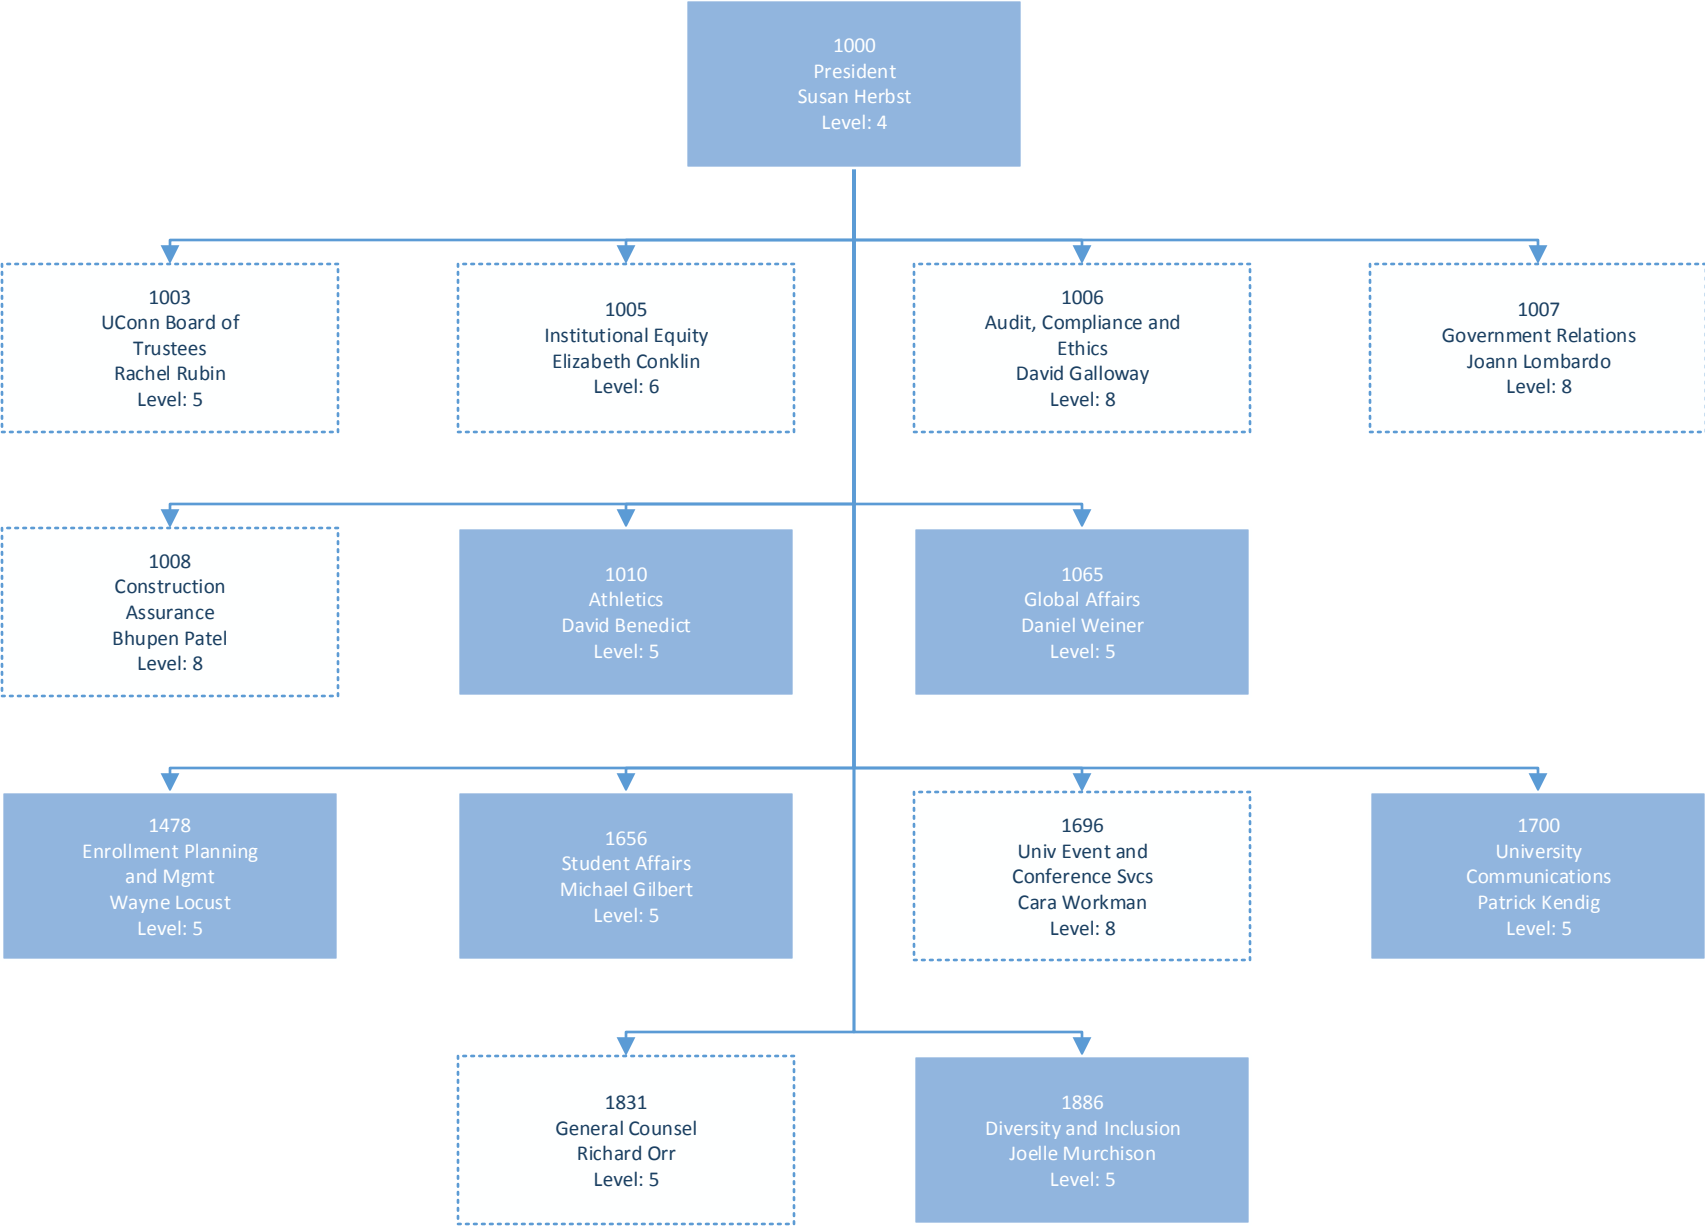 1000
President
Susan Herbst
Level: 4
1003
UConn Board of
Trustees
Rachel Rubin
Level: 5
1005
Institutional Equity
Elizabeth Conklin
Level: 6
1006
Audit, Compliance and
Ethics
David Galloway
Level: 8
1007
Government Relations
Joann Lombardo
Level: 8
1008
Construction
Assurance
Bhupen Patel
Level: 8
1010
Athletics
David Benedict
Level: 5
1065
Global Affairs
Daniel Weiner
Level: 5
1478
Enrollment Planning
and Mgmt
Wayne Locust
Level: 5
1656
Student Affairs
Michael Gilbert
Level: 5
1696
Univ Event and
Conference Svcs
Cara Workman
Level: 8
1700
University
Communications
Patrick Kendig
Level: 5
1831
General Counsel
Richard Orr
Level: 5
1886
Diversity and Inclusion
Joelle Murchison
Level: 5